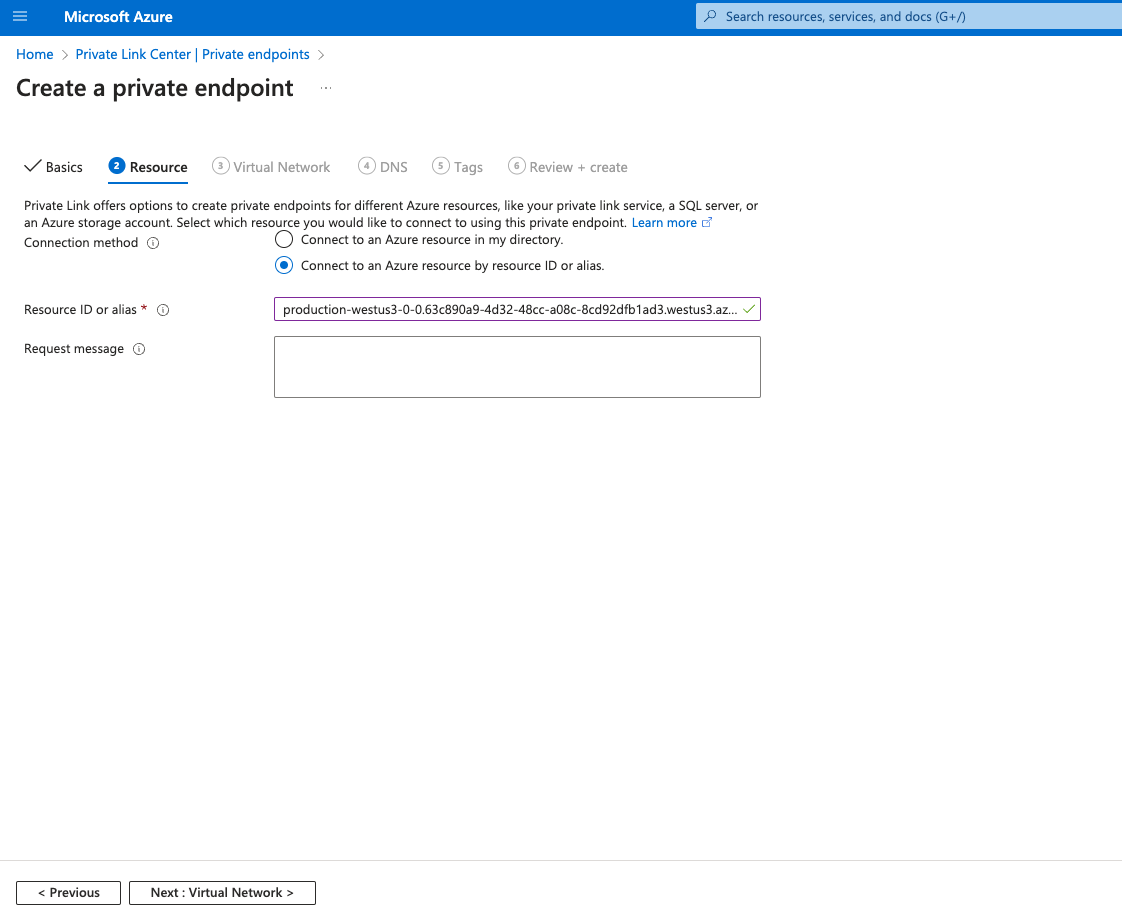 Microsoft Azure
Search resources, services, and docs (G+/)
Home > Private Link Center | Private endpoints >
Create a private endpoint ...
Basics 2 Resource 3 Virtual Network 4 DNS 5 Tags 6 Review + create
Private Link offers options to create private endpoints for different Azure resources, like your private link service, a SQL server, or
an Azure storage account. Select which resource you would like to connect to using this private endpoint. Learn more
Connection method
Connect to an Azure resource in my directory.
Connect to an Azure resource by resource ID or alias.
Resource ID or alias *
production-westus3-0-0.63c890a9-4d32-48cc-a08c-8cd92dfb1ad3.westus3.az...
Request message
< Previous
Next : Virtual Network >